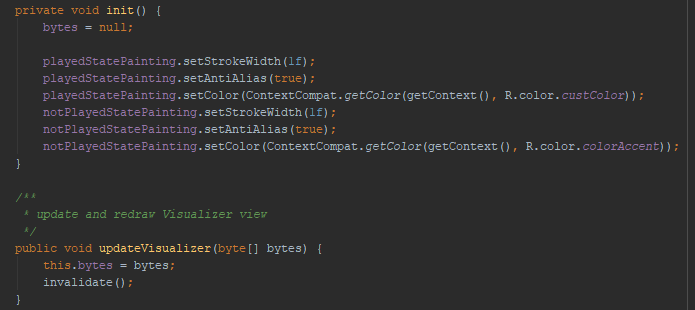 private void init() {
bytes = null;
playedStatePainting.setStrokeWidth(1f);
playedStatePainting.setAntiAlias(true);
playedStatePainting.setColor(ContextCompat.getColor(getContext(), R.color.custColor));
notPlayedStatePainting.setStrokeWidth(1f);
notPlayedStatePainting.setAntiAlias(true);
notPlayedStatePainting.setColor(ContextCompat.getColor(getContext(), R.color.colorAccent));
}
/**
* update and redraw Visualizer view
*/
public void updateVisualizer(byte[] bytes) {
this.bytes = bytes;
invalidate();
}